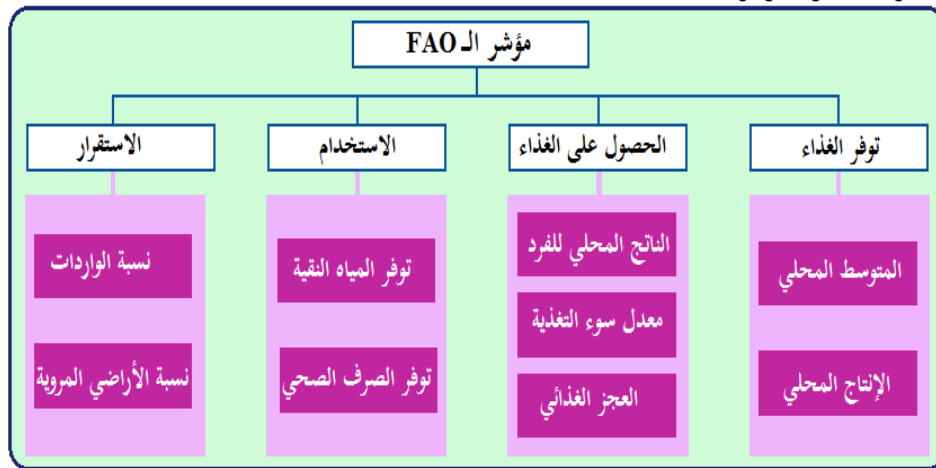 مؤشر الـ FAO
توفر الغذاء
الحصول على الغذاء
الاستخدام
الاستقرار
المتوسط المحلي
الإنتاج المحلي
الناتج المحلي للفرد
معدل سوء التغذية
العجز الغذائي
توفر المياه النقية
توفر الصرف الصحي
نسبة الواردات
نسبة الأراضي المروية